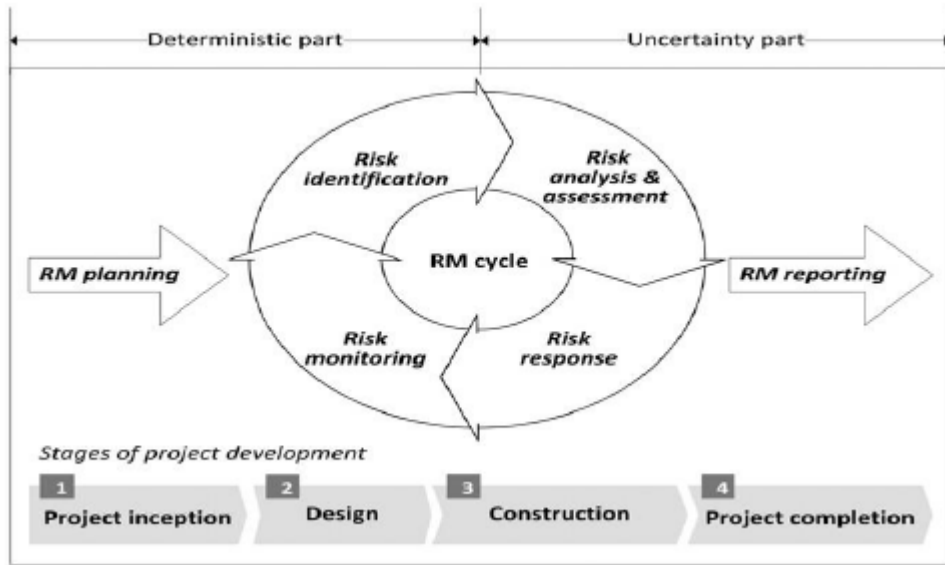 Deterministic part
Uncertainty part
Risk
identification
Risk
analysis &
assessment
RM planning
RM cycle
RM reporting
Risk
monitoring
Risk
response
Stages of project development
1
Project inception
2
Design
3
Construction
4
Project completion